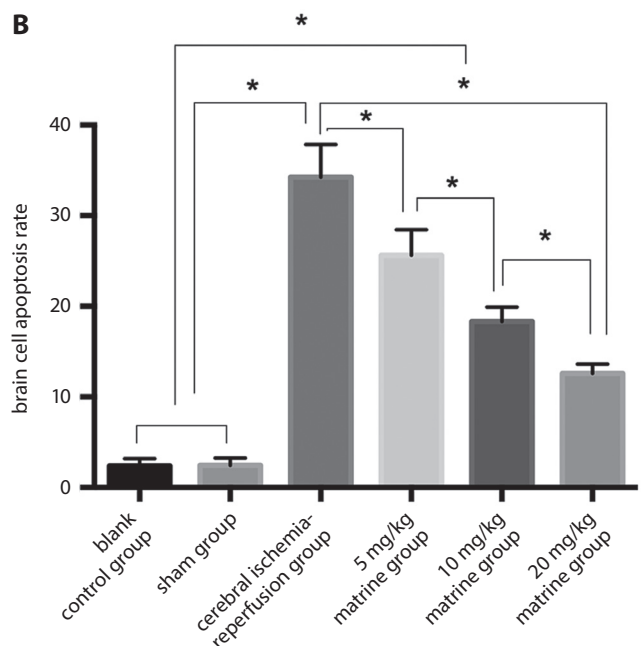 B
*
*
*
*
*
*
40
30
20
10
0
brain cell apoptosis rate
blank
control group
sham group
cerebral ischemia-
reperfusion group
5 mg/kg
matrine group
10 mg/kg
matrine group
20 mg/kg
matrine group